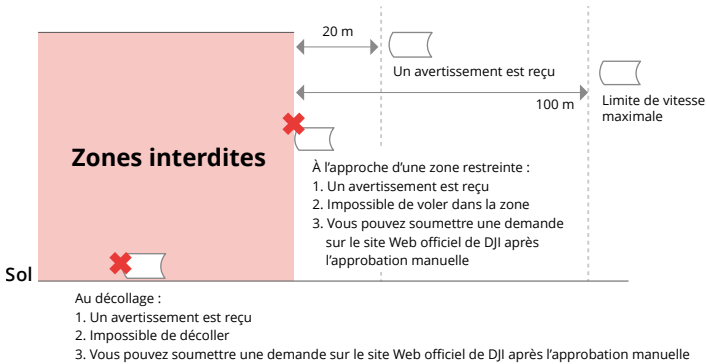 20 m
Un avertissement est reçu
100 m
Limite de vitesse
maximale
Zones interdites
À l’approche d’une zone restreinte :
1. Un avertissement est reçu
2. Impossible de voler dans la zone
3. Vous pouvez soumettre une demande
sur le site Web officiel de DJI après
l’approbation manuelle
Sol
Au décollage :
1. Un avertissement est reçu
2. Impossible de décoller
3. Vous pouvez soumettre une demande sur le site Web officiel de DJI après l’approbation manuelle